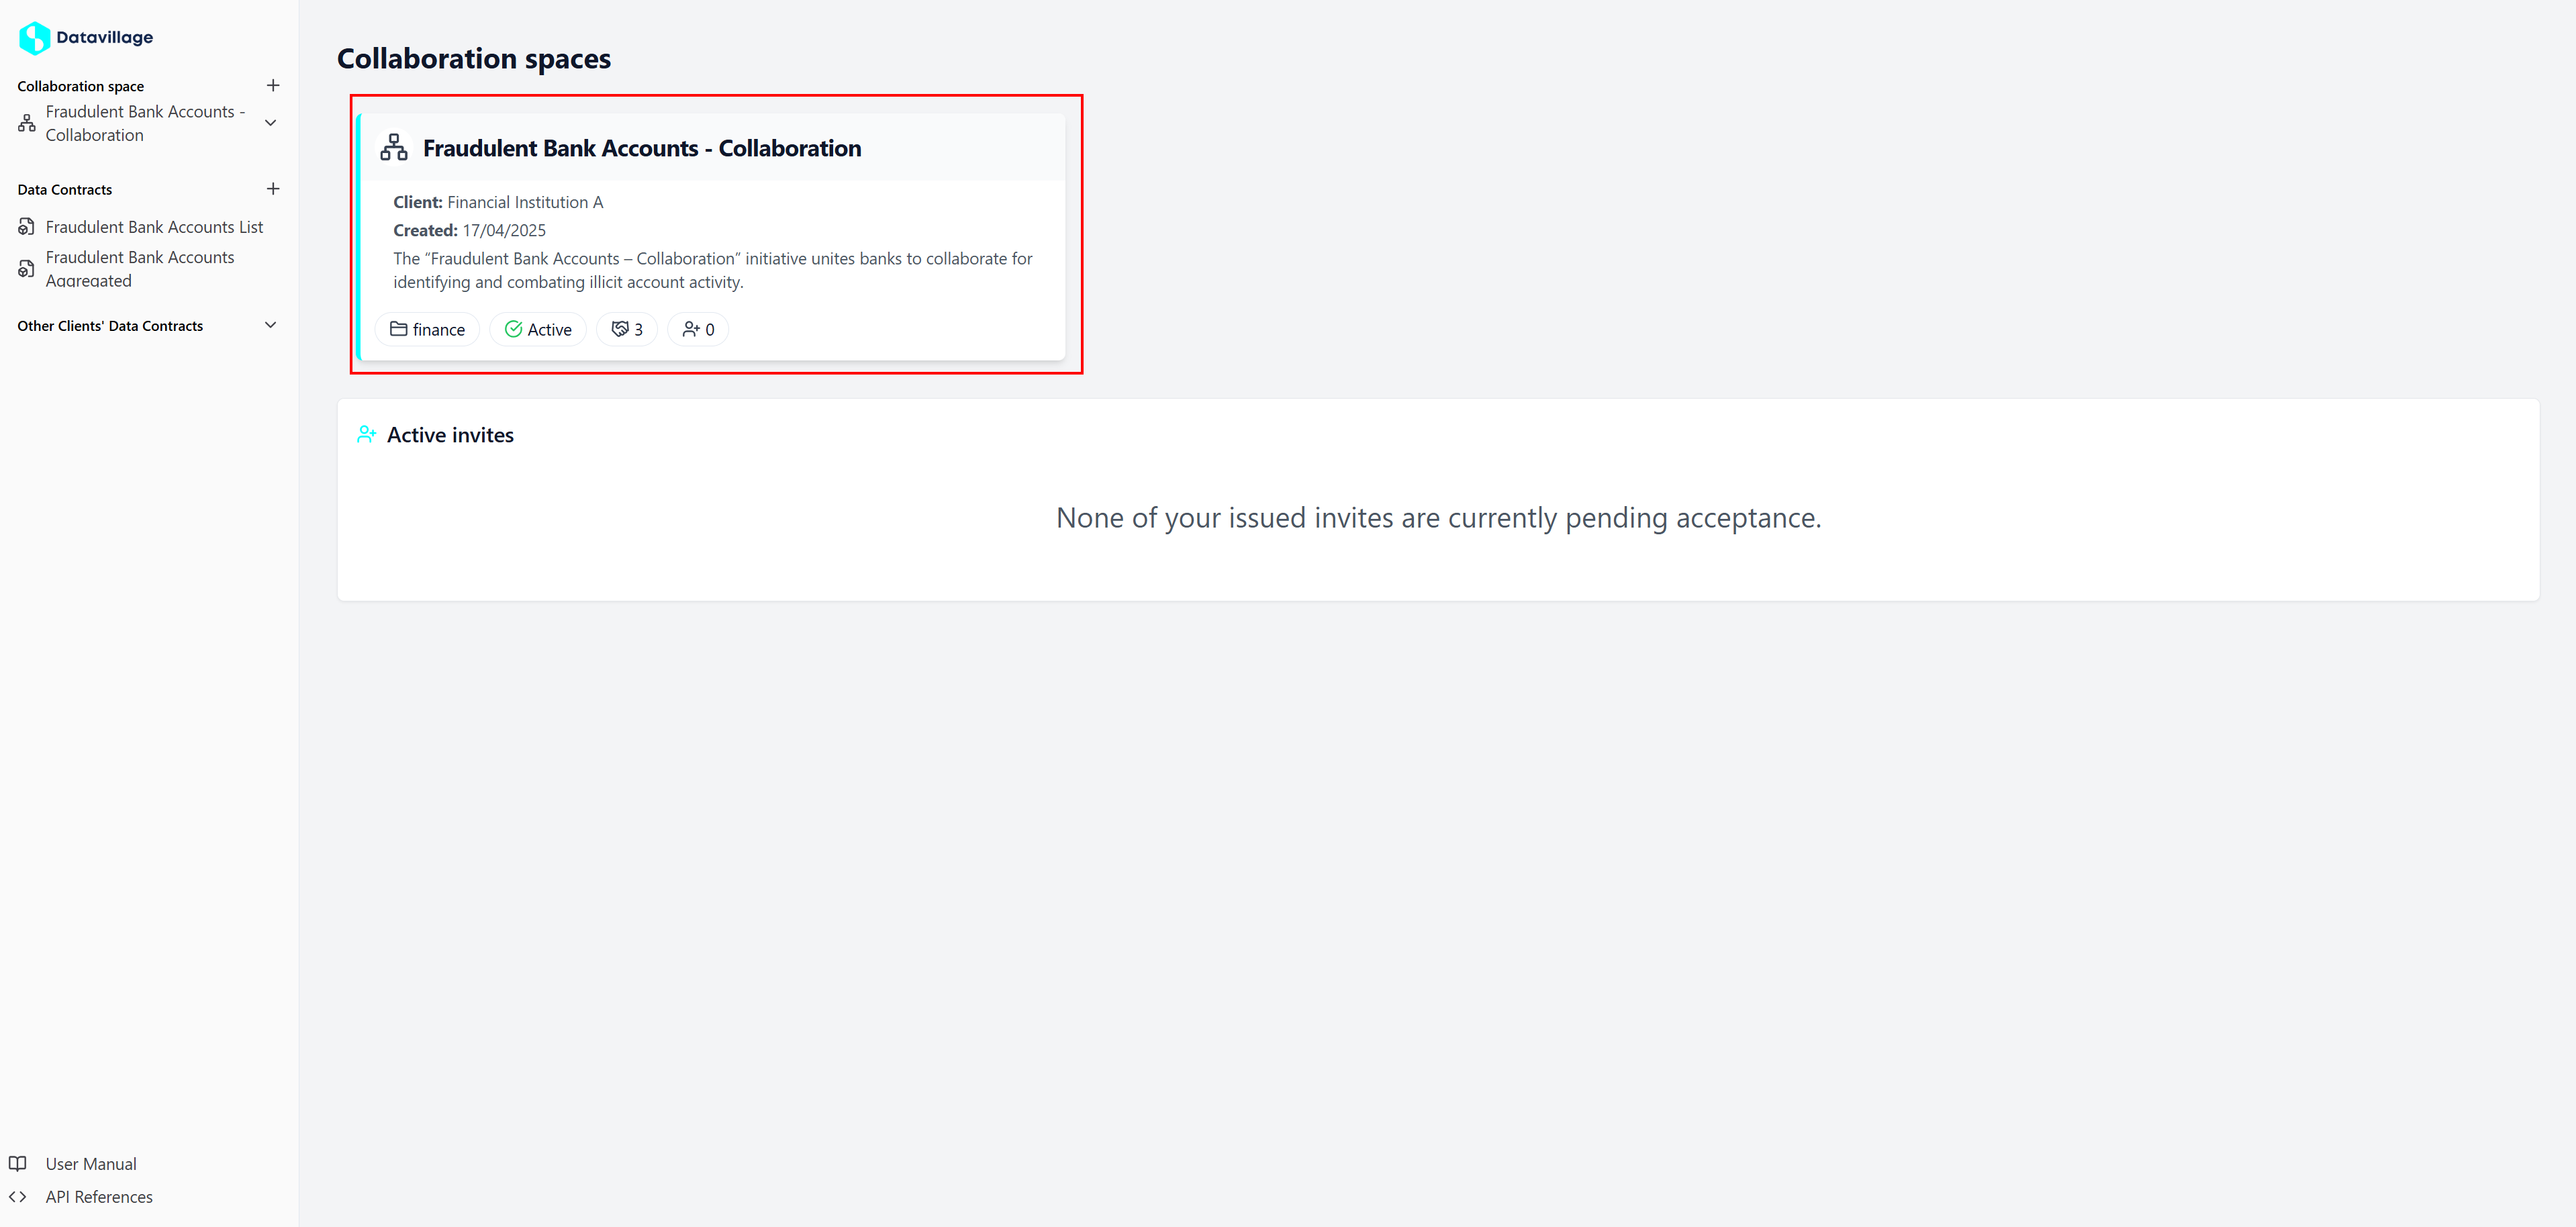 Datavillage
Collaboration space
Fraudulent Bank Accounts -
Collaboration
Data Contracts
Fraudulent Bank Accounts List
Fraudulent Bank Accounts
Aggregated
Other Clients' Data Contracts
User Manual
API References
Collaboration spaces
Fraudulent Bank Accounts - Collaboration
Client: Financial Institution A
Created: 17/04/2025
The “Fraudulent Bank Accounts – Collaboration” initiative unites banks to collaborate for
identifying and combating illicit account activity.
finance Active 3 0
Active invites
None of your issued invites are currently pending acceptance.